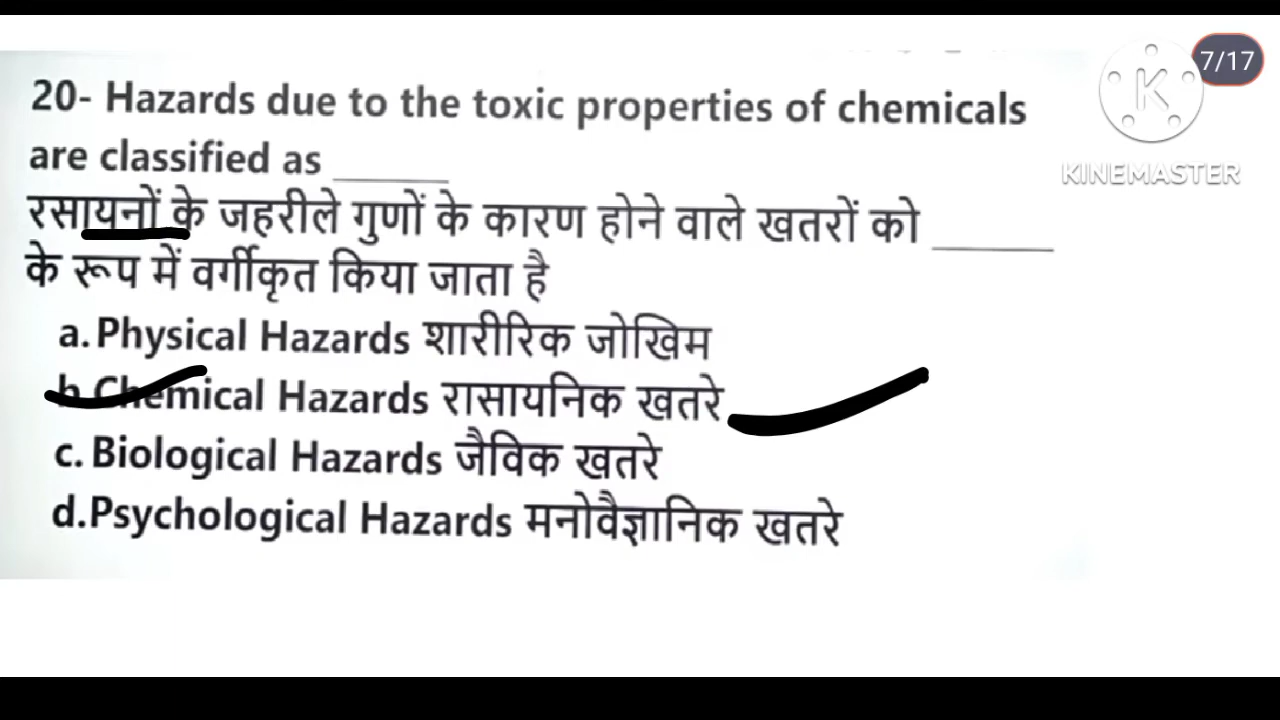 7/17
K
KINEMASTER
20- Hazards due to the toxic properties of chemicals
are classified as ______
रसायनों के जहरीले गुणों के कारण होने वाले खतरों को ______
के रूप में वर्गीकृत किया जाता है
a. Physical Hazards शारीरिक जोखिम
b. Chemical Hazards रासायनिक खतरे
c. Biological Hazards जैविक खतरे
d.Psychological Hazards मनोवैज्ञानिक खतरे